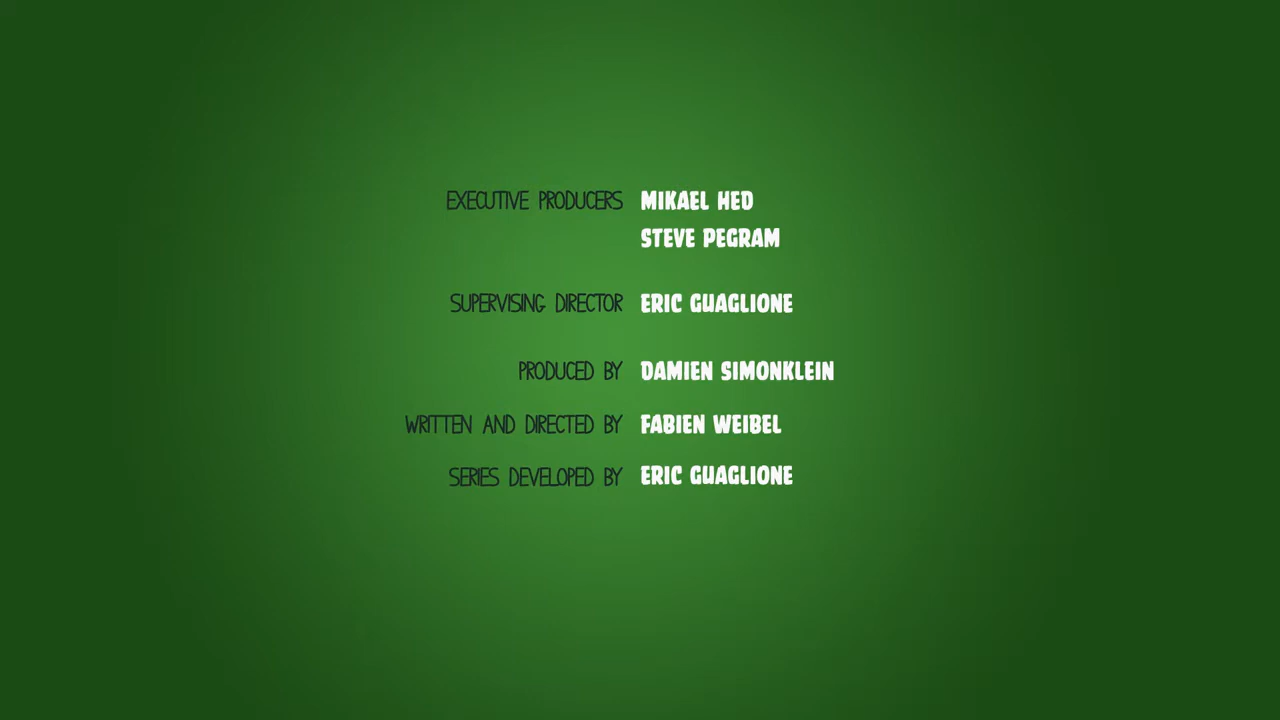 EXECUTIVE PRODUCERS MIKAEL HED
STEVE PEGRAM
SUPERVISING DIRECTOR ERIC GUAGLIONE
PRODUCED BY DAMIEN SIMONKLEIN
WRITTEN AND DIRECTED BY FABIEN WEIBEL
SERIES DEVELOPED BY ERIC GUAGLIONE